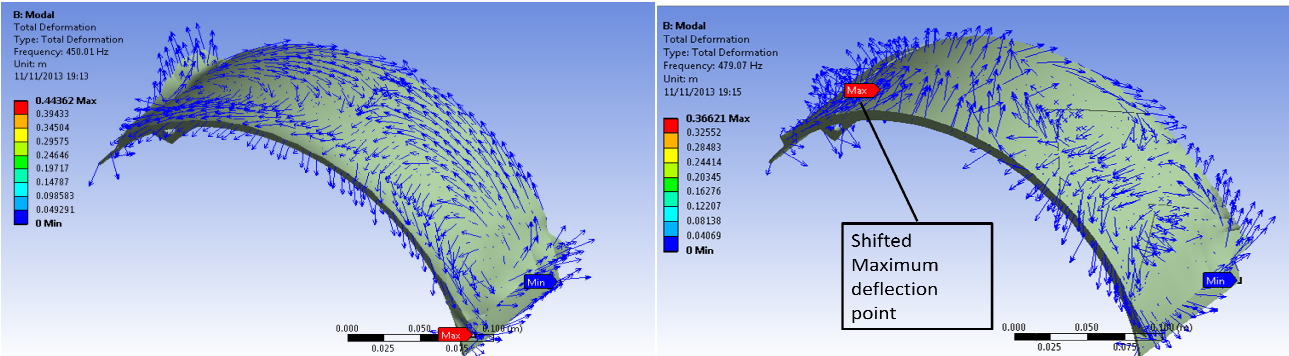 B: Modal
Total Deformation
Type: Total Deformation
Frequency: 450.01 Hz
Unit: m
11/11/2013 19:13
0.44362 Max
0.39433
0.34504
0.29575
0.24646
0.19717
0.14787
0.098583
0.049291
0 Min
Min
Max
0.000
0.050
0.100 (m)
0.025
0.075
B: Modal
Total Deformation
Type: Total Deformation
Frequency: 479.07 Hz
Unit: m
11/11/2013 19:15
0.36621 Max
0.32552
0.28483
0.24414
0.20345
0.16276
0.12207
0.08138
0.04069
0 Min
Max
Shifted
Maximum
deflection
point
Min
0.000
0.050
0.100 (m)
0.025
0.075